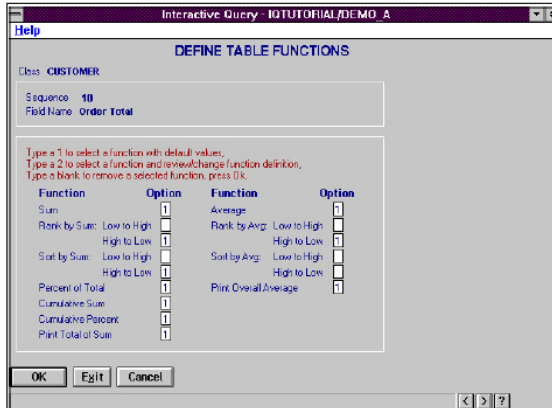 Interactive Query - IQTUTORIAL/DEMO_A
Help
DEFINE TABLE FUNCTIONS
Class CUSTOMER
Sequence 10
Field Name Order Total
Type a 1 to select a function with default values,
Type a 2 to select a function and review/change function definition,
Type a blank to remove a selected function, press Ok.
Function Option Function Option
Sum 1 Average 1
Rank by Sum: Low to High Rank by Avg: Low to High
High to Low 1 High to Low 1
Sort by Sum: Low to High Sort by Avg: Low to High
High to Low 1 High to Low
Percent of Total 1 Print Overall Average 1
Cumulative Sum 1
Cumulative Percent 1
Print Total of Sum 1
OK Exit Cancel
< > ?